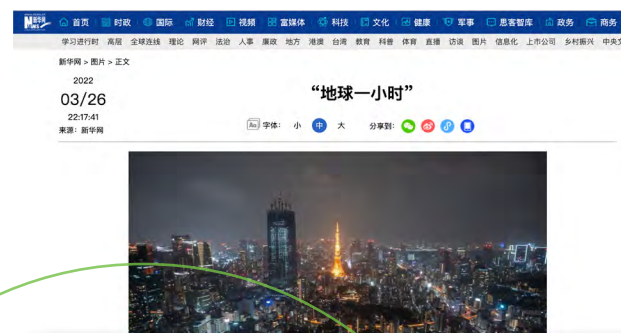 首页 时政 国际 财经 视频 富媒体 科技 文化 健康 军事 思客智库 政务 商务
学习进行时 高层 全球连线 理论 网评 法治 人事 廉政 地方 港澳 台湾 教育 科普 体育 直播 访谈 图片 信息化 上市公司 乡村振兴 中央文
新华网 > 图片 > 正文
2022
03/26
22:17:41
来源：新华网
“地球一小时”
字体： 小 中 大 分享到：